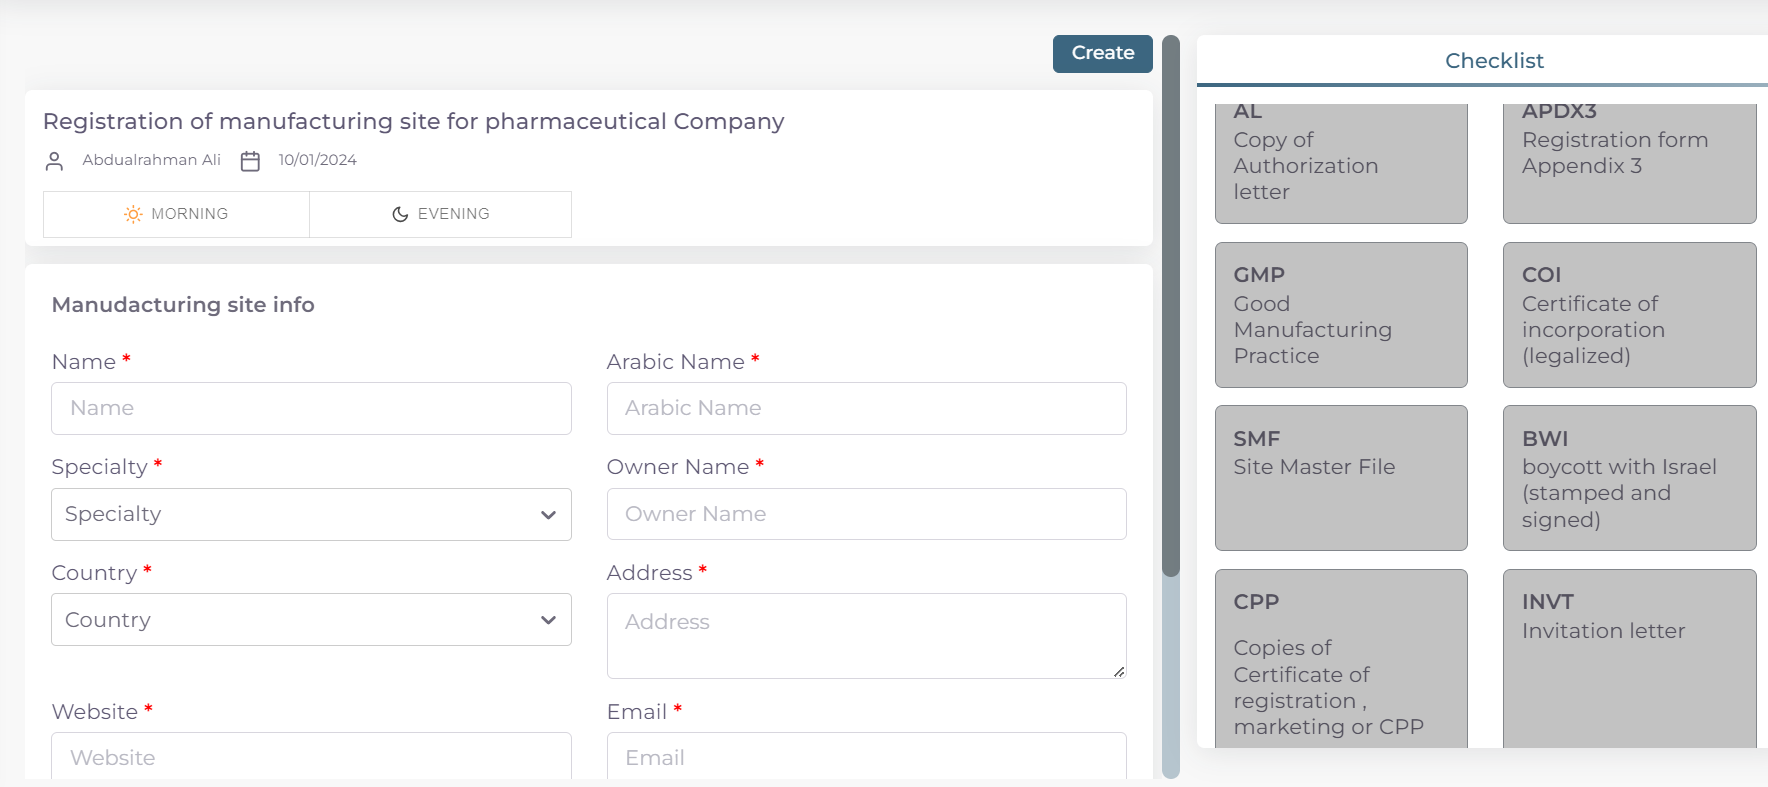 Create
Registration of manufacturing site for pharmaceutical Company
Abdualrahman Ali 10/01/2024
MORNING EVENING
Manudacturing site info
Name *
Name
Arabic Name *
Arabic Name
Specialty *
Specialty
Owner Name *
Owner Name
Country *
Country
Address *
Address
Website *
Website
Email *
Email
Checklist
AL
Copy of
Authorization
letter
APDX3
Registration form
Appendix 3
GMP
Good
Manufacturing
Practice
COI
Certificate of
incorporation
(legalized)
SMF
Site Master File
BWI
boycott with Israel
(stamped and
signed)
CPP
Copies of
Certificate of
registration ,
marketing or CPP
INVT
Invitation letter